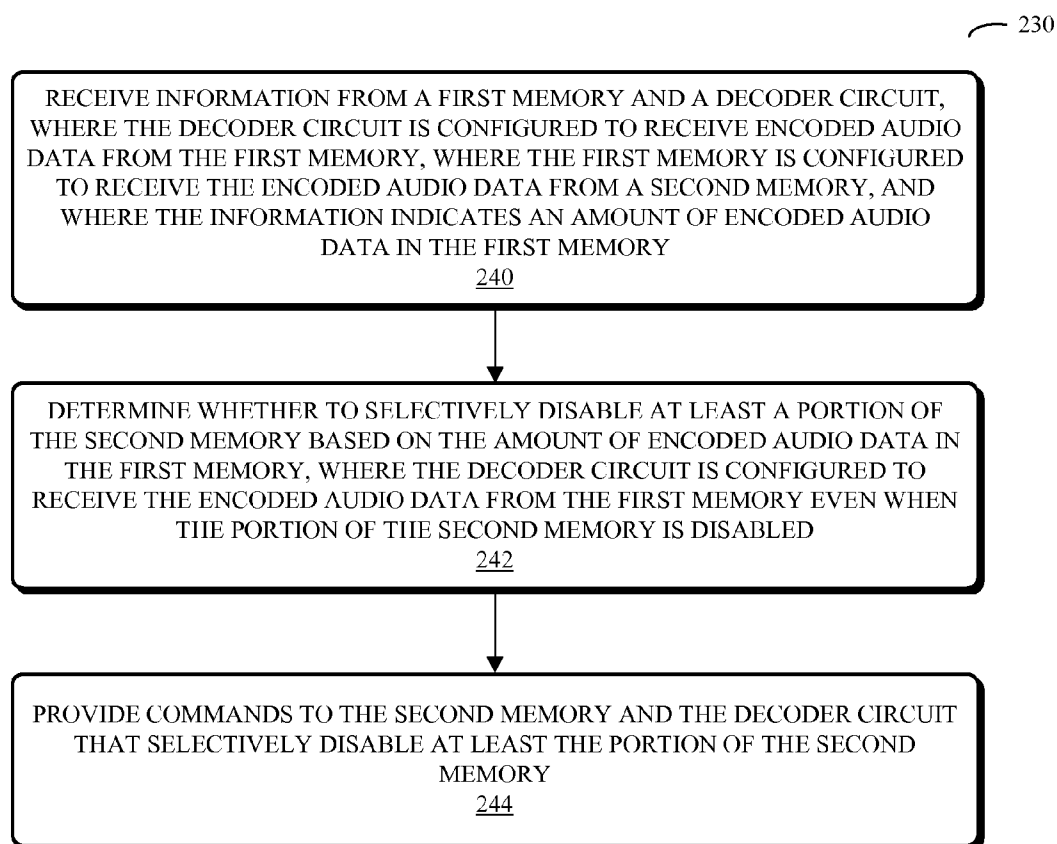 230
RECEIVE INFORMATION FROM A FIRST MEMORY AND A DECODER CIRCUIT,
WHERE THE DECODER CIRCUIT IS CONFIGURED TO RECEIVE ENCODED AUDIO
DATA FROM THE FIRST MEMORY, WHERE THE FIRST MEMORY IS CONFIGURED
TO RECEIVE THE ENCODED AUDIO DATA FROM A SECOND MEMORY, AND
WHERE THE INFORMATION INDICATES AN AMOUNT OF ENCODED AUDIO
DATA IN THE FIRST MEMORY
240
DETERMINE WHETHER TO SELECTIVELY DISABLE AT LEAST A PORTION OF
THE SECOND MEMORY BASED ON THE AMOUNT OF ENCODED AUDIO DATA IN
THE FIRST MEMORY, WHERE THE DECODER CIRCUIT IS CONFIGURED TO
RECEIVE THE ENCODED AUDIO DATA FROM THE FIRST MEMORY EVEN WHEN
THE PORTION OF THE SECOND MEMORY IS DISABLED
242
PROVIDE COMMANDS TO THE SECOND MEMORY AND THE DECODER CIRCUIT
THAT SELECTIVELY DISABLE AT LEAST THE PORTION OF THE SECOND
MEMORY
244